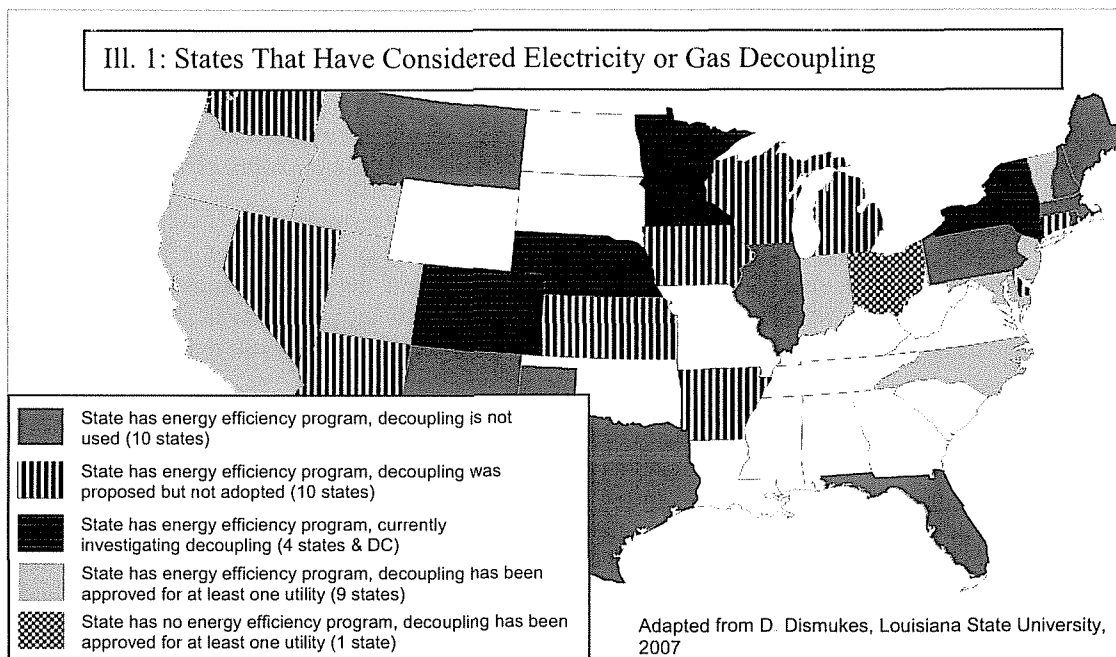 Ill. 1: States That Have Considered Electricity or Gas Decoupling
State has energy efficiency program, decoupling is not
used (10 states)
State has energy efficiency program, decoupling was
proposed but not adopted (10 states)
State has energy efficiency program, currently
investigating decoupling (4 states & DC)
State has energy efficiency program, decoupling has been
approved for at least one utility (9 states)
State has no energy efficiency program, decoupling has been
approved for at least one utility (1 state)
Adapted from D. Dismukes, Louisiana State University,
2007